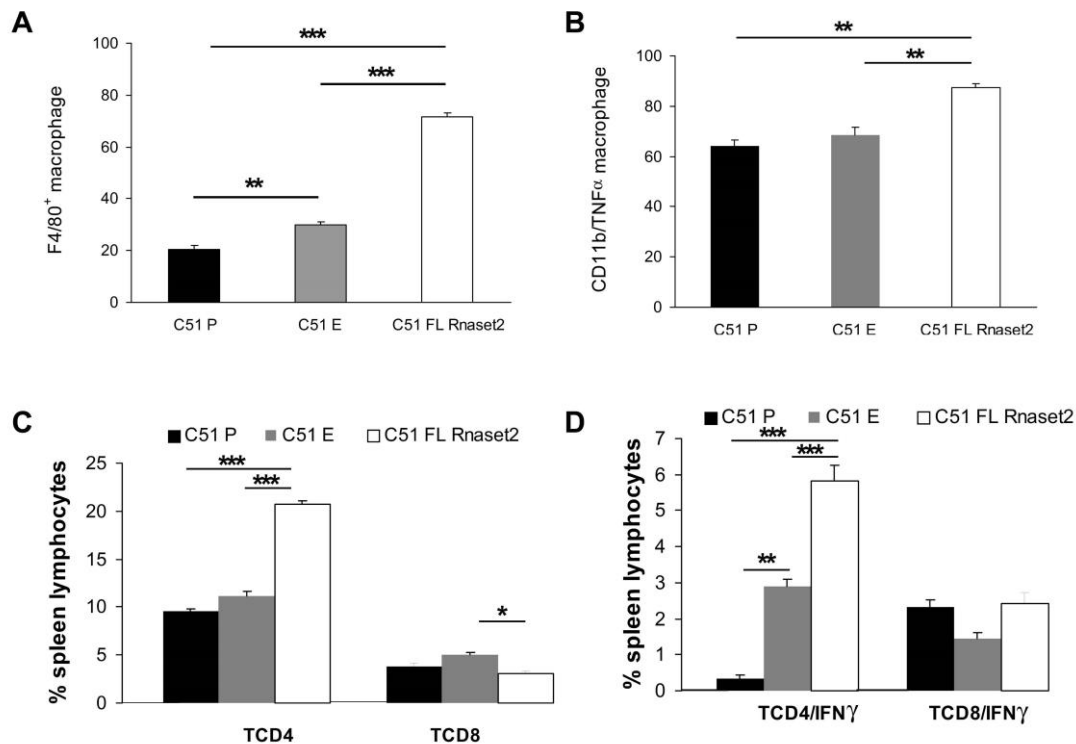 A
F4/80+ macrophage
100
80
60
40
20
0
***
***
**
C51 P C51 E C51 FL Rnaset2
B
CD11b/TNFα macrophage
100
80
60
40
20
0
**
**
C51 P C51 E C51 FL Rnaset2
C
C51 P C51 E C51 FL Rnaset2
% spleen lymphocytes
25
20
15
10
5
0
***
***
*
TCD4 TCD8
D
C51 P C51 E C51 FL Rnaset2
% spleen lymphocytes
7
6
5
4
3
2
1
0
***
***
**
TCD4/IFNγ TCD8/IFNγ